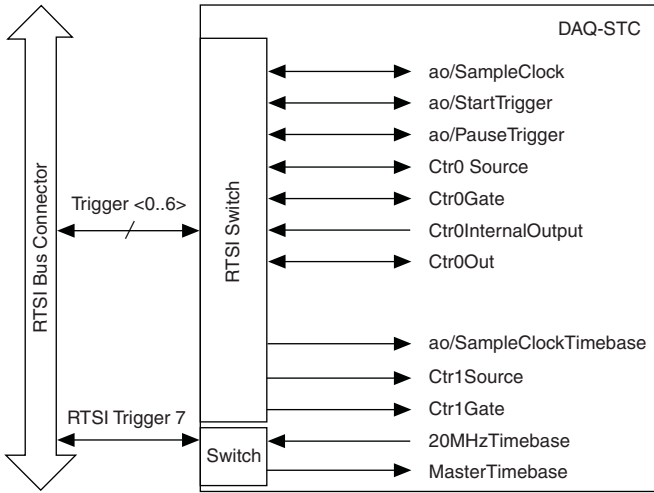 DAQ-STC
RTSI Bus Connector
Trigger <0..6>
RTSI Switch
ao/SampleClock
ao/StartTrigger
ao/PauseTrigger
Ctr0 Source
Ctr0Gate
Ctr0InternalOutput
Ctr0Out
ao/SampleClockTimebase
Ctr1Source
Ctr1Gate
RTSI Trigger 7
Switch
20MHzTimebase
MasterTimebase